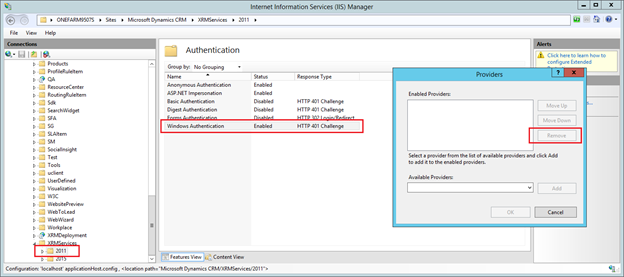 Internet Information Services (IIS) Manager
ONEFARM9507S ▸ Sites ▸ Microsoft Dynamics CRM ▸ XRMServices ▸ 2011
File View Help
Connections
Products
ProfileRuleItem
QA
ResourceCenter
RoutingRuleItem
Sdk
SearchWidget
SFA
SG
SLAItem
SM
SocialInsight
Test
Tools
uclient
UserDefined
Visualization
W3C
WebsitePreview
WebToLead
WebWizard
Workplace
XRMDeployment
XRMServices
2011
2015
Authentication
Group by: No Grouping
Name Status Response Type
Anonymous Authentication Enabled
ASP.NET Impersonation Enabled
Basic Authentication Disabled HTTP 401 Challenge
Digest Authentication Disabled HTTP 401 Challenge
Forms Authentication Disabled HTTP 302 Login/Redirect
Windows Authentication Enabled HTTP 401 Challenge
Features View Content View
Alerts
Click here to learn how to
configure Extended
Providers
Enabled Providers:
Move Up
Move Down
Remove
Select a provider from the list of available providers and click Add
to add it to the enabled providers.
Available Providers:
Add
OK Cancel
Configuration: 'localhost' applicationHost.config , <location path="Microsoft Dynamics CRM/XRMServices/2011">